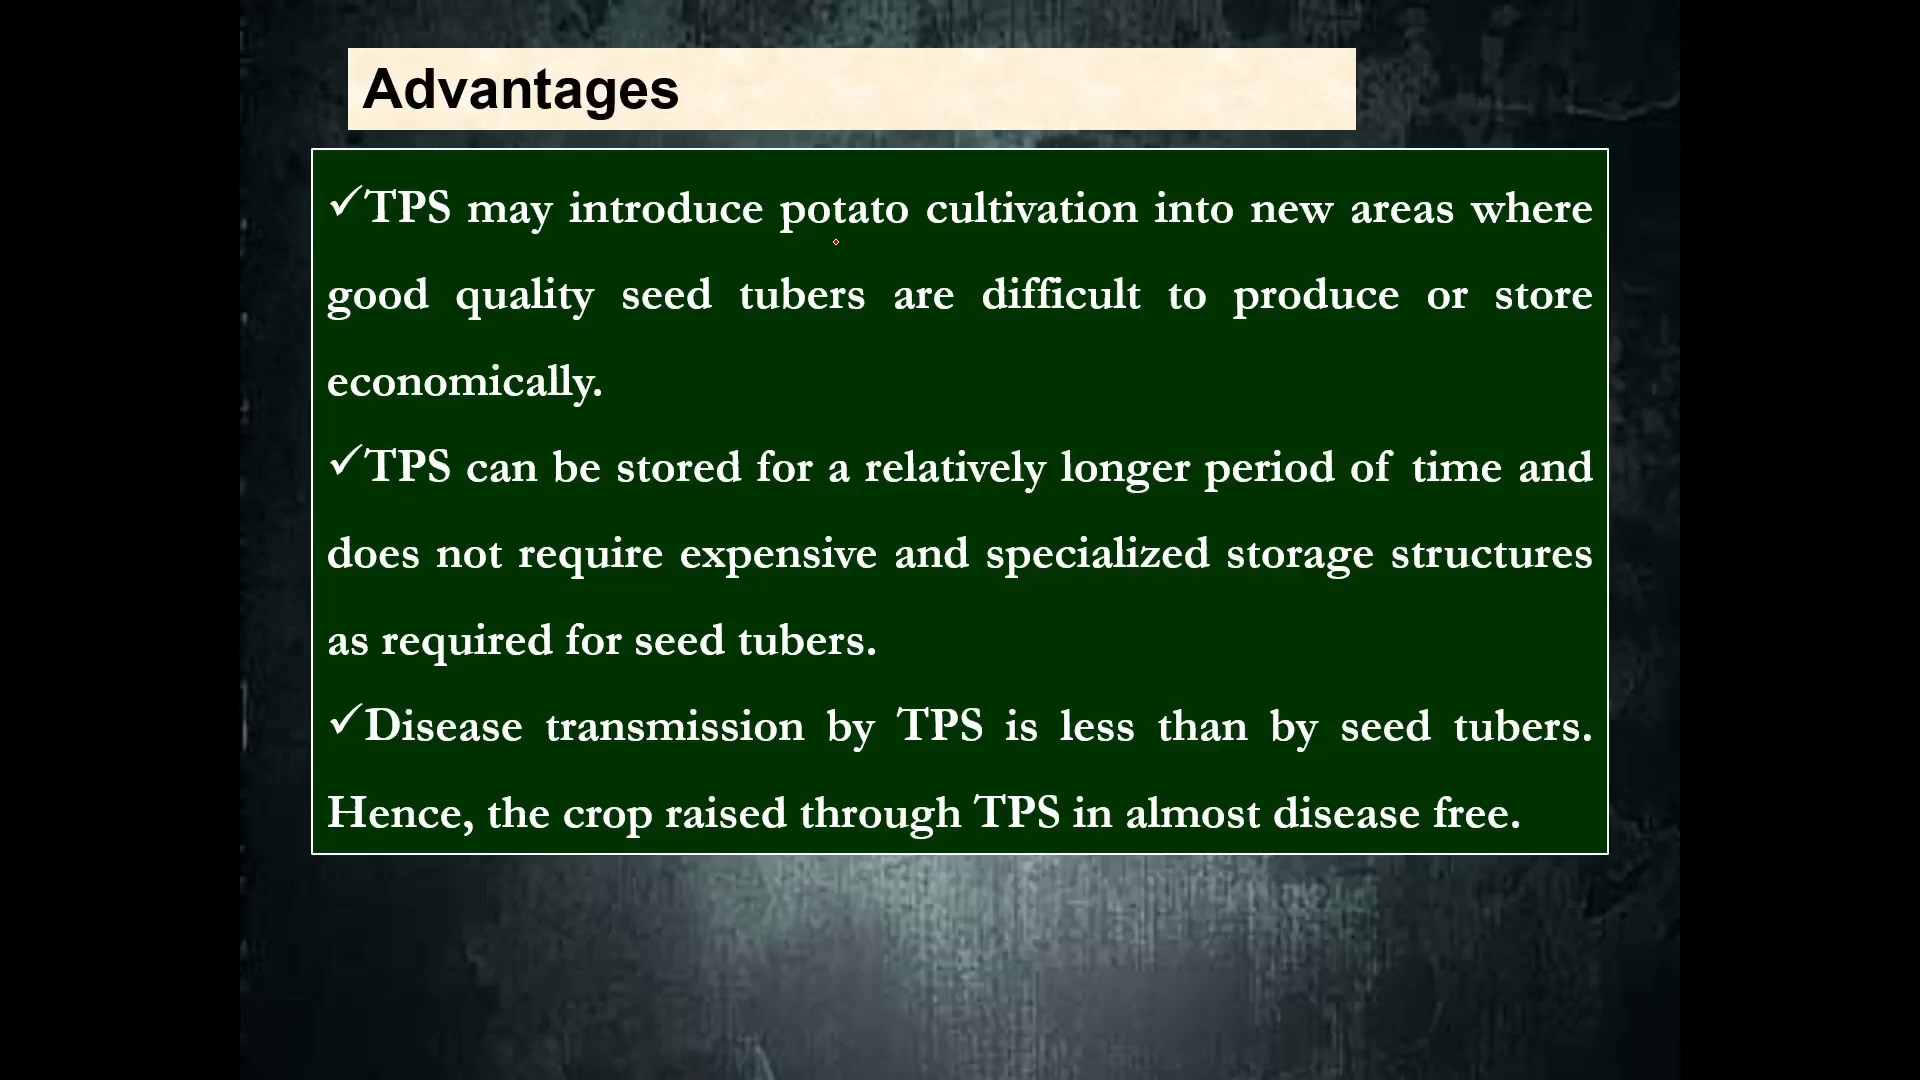 Advantages
✓TPS may introduce potato cultivation into new areas where
good quality seed tubers are difficult to produce or store
economically.
✓TPS can be stored for a relatively longer period of time and
does not require expensive and specialized storage structures
as required for seed tubers.
✓Disease transmission by TPS is less than by seed tubers.
Hence, the crop raised through TPS in almost disease free.